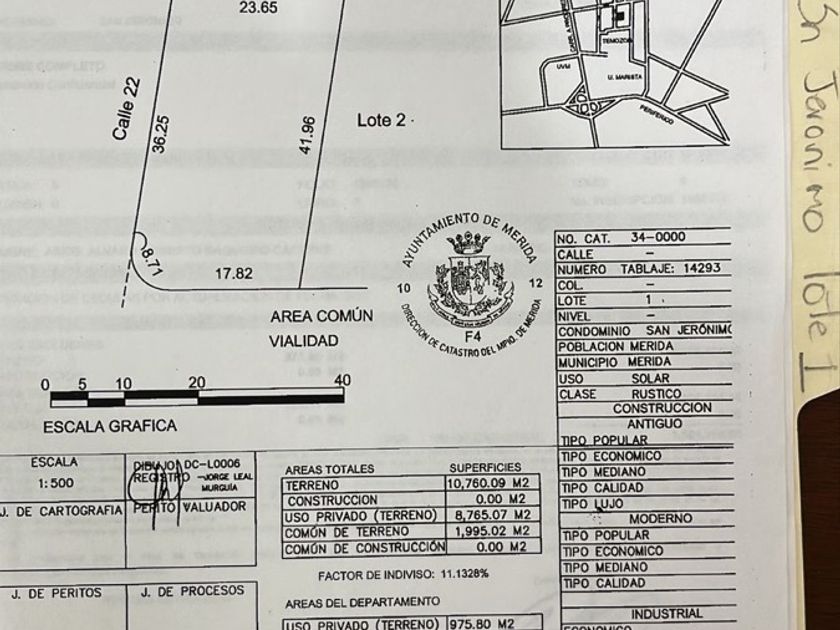 23.65
Calle 22
36.25
41.96
Lote 2
8.71
17.82
AREA COMÚN
VIALIDAD
TEMOZON
UVM
U. MARISTA
PERIFERICO
AYUNTAMIENTO DE MERIDA
10
12
DIRECCIÓN DE CATASTRO DEL MPIO. DE MERIDA
F4
0 5 10 20 40
ESCALA GRAFICA
ESCALA
1:500
DIBUJO: DC-L0006
REGISTRO -JORGE LEAL
MURGUÍA
J. DE CARTOGRAFIA
PERITO VALUADOR
J. DE PERITOS
J. DE PROCESOS
AREAS TOTALES SUPERFICIES
TERRENO 10,760.09 M2
CONSTRUCCION 0.00 M2
USO PRIVADO (TERRENO) 8,765.07 M2
COMÚN DE TERRENO 1,995.02 M2
COMÚN DE CONSTRUCCIÓN 0.00 M2
FACTOR DE INDIVISO: 11.1328%
AREAS DEL DEPARTAMENTO
USO PRIVADO (TERRENO) 975.80 M2
NO. CAT. 34-0000
CALLE -
NUMERO TABLAJE: 14293
COL. -
LOTE 1
NIVEL -
CONDOMINIO SAN JERÓNIMO
POBLACION MERIDA
MUNICIPIO MERIDA
USO SOLAR
CLASE RUSTICO
CONSTRUCCION
ANTIGUO
TIPO POPULAR
TIPO ECONOMICO
TIPO MEDIANO
TIPO CALIDAD
TIPO LUJO
MODERNO
TIPO POPULAR
TIPO ECONOMICO
TIPO MEDIANO
TIPO CALIDAD
INDUSTRIAL
ECONOMICO
Sn Jeronimo lote 1